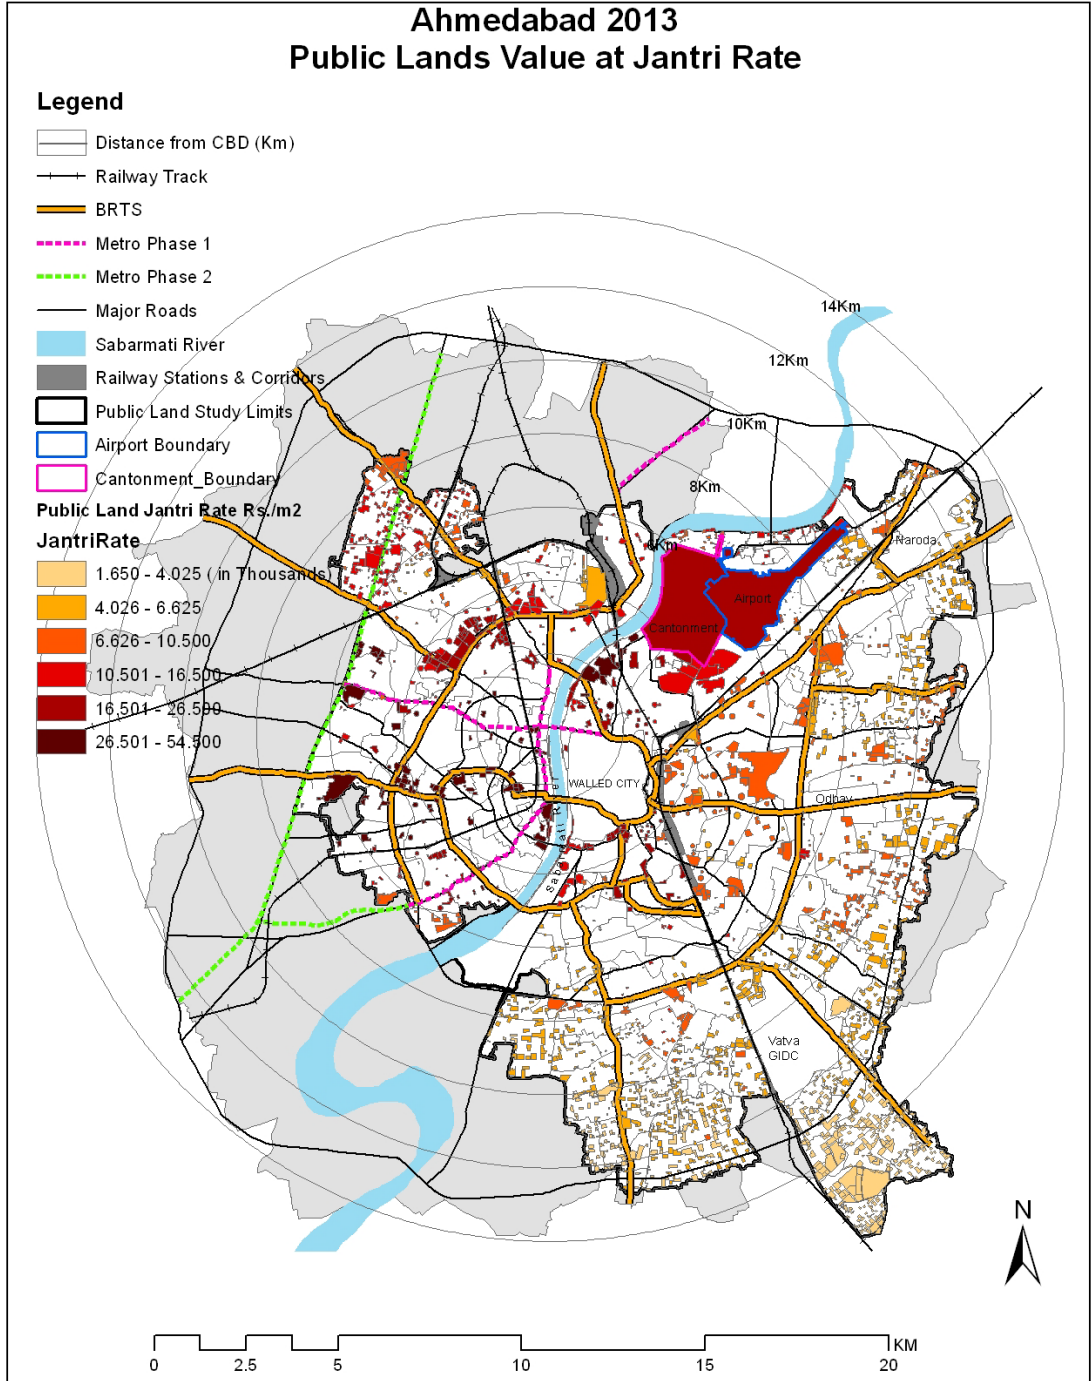 Ahmedabad 2013
Public Lands Value at Jantri Rate
Legend
Distance from CBD (Km)
Railway Track
BRTS
Metro Phase 1
Metro Phase 2
Major Roads
Sabarmati River
Railway Stations & Corridors
Public Land Study Limits
Airport Boundary
Cantonment_Boundary
Public Land Jantri Rate Rs./m2
JantriRate
1.650 - 4.025 ( in Thousands)
4.026 - 6.625
6.626 - 10.500
10.501 - 16.500
16.501 - 26.500
26.501 - 54.500
14Km
12Km
10Km
8Km
Naroda
Airport
Cantonment
WALLED CITY
Odhav
Vatva
GIDC
N
KM
0 2.5 5 10 15 20